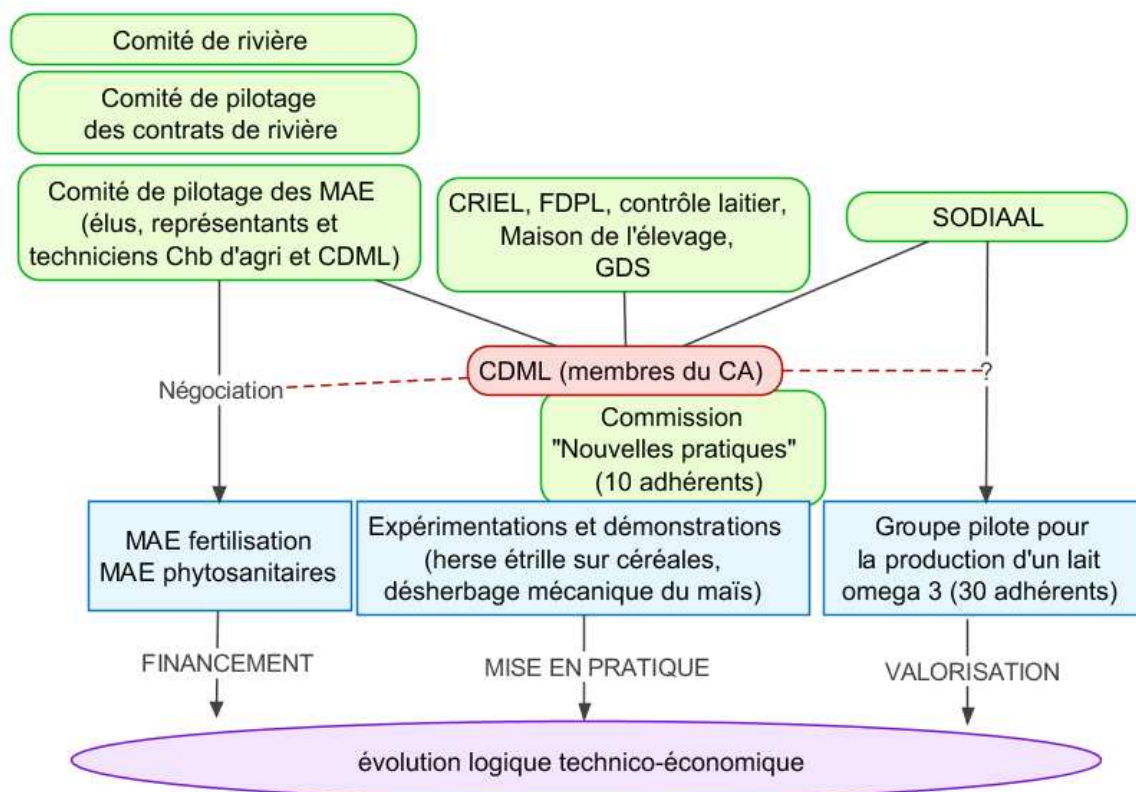 Comité de rivière
Comité de pilotage
des contrats de rivière
Comité de pilotage des MAE
(élus, représentants et
techniciens Chb d'agri et CDML)
CRIEL, FDPL, contrôle laitier,
Maison de l'élevage,
GDS
SODIAAL
CDML (membres du CA)
Négociation
?
Commission
"Nouvelles pratiques"
(10 adhérents)
MAE fertilisation
MAE phytosanitaires
Expérimentations et démonstrations
(herse étrille sur céréales,
désherbage mécanique du maïs)
Groupe pilote pour
la production d'un lait
omega 3 (30 adhérents)
FINANCEMENT
MISE EN PRATIQUE
VALORISATION
évolution logique technico-économique